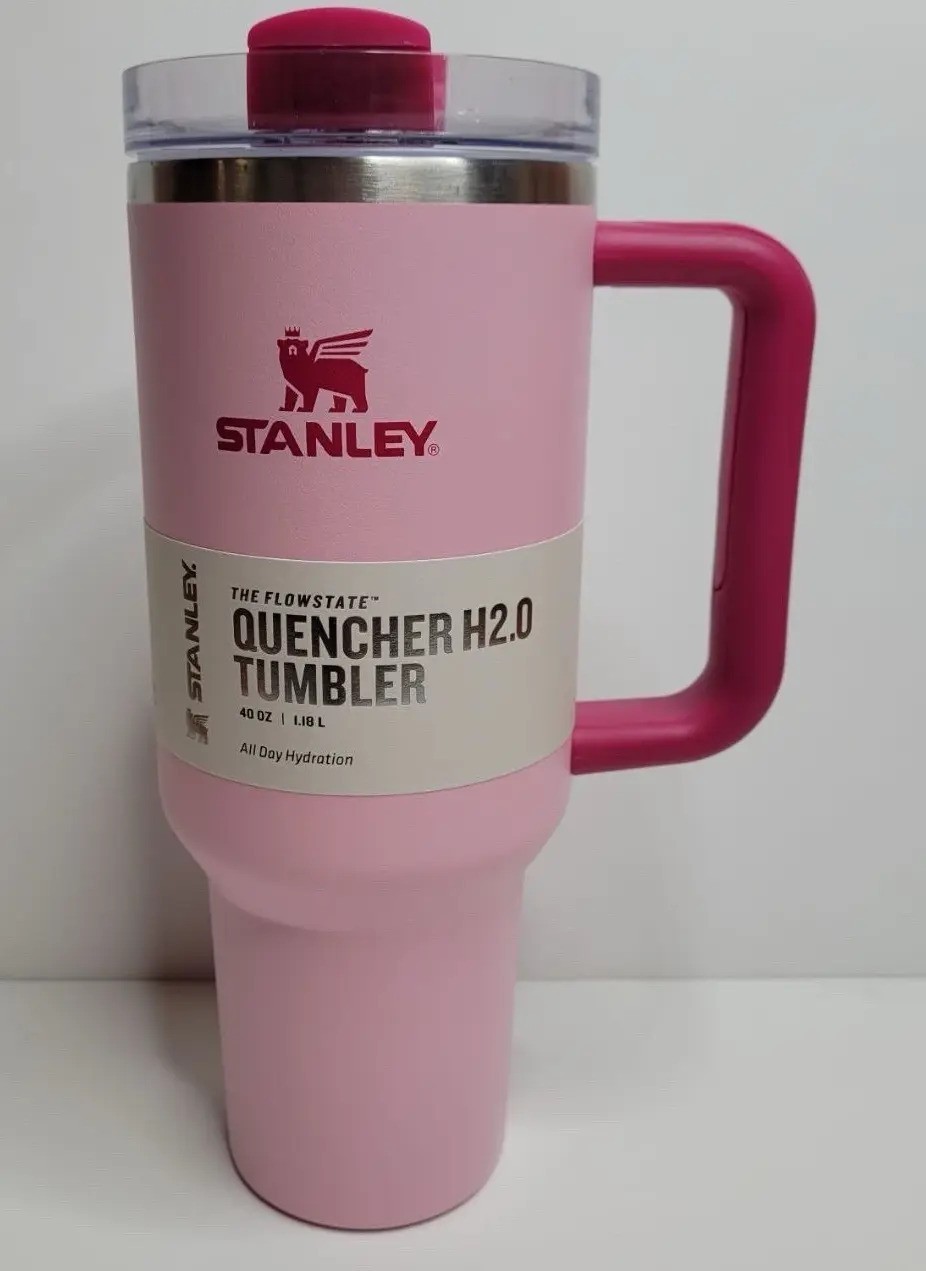 STANLEY®
STANLEY.
THE FLOWSTATE™
QUENCHER H2.0
TUMBLER
40 OZ | 1.18 L
All Day Hydration